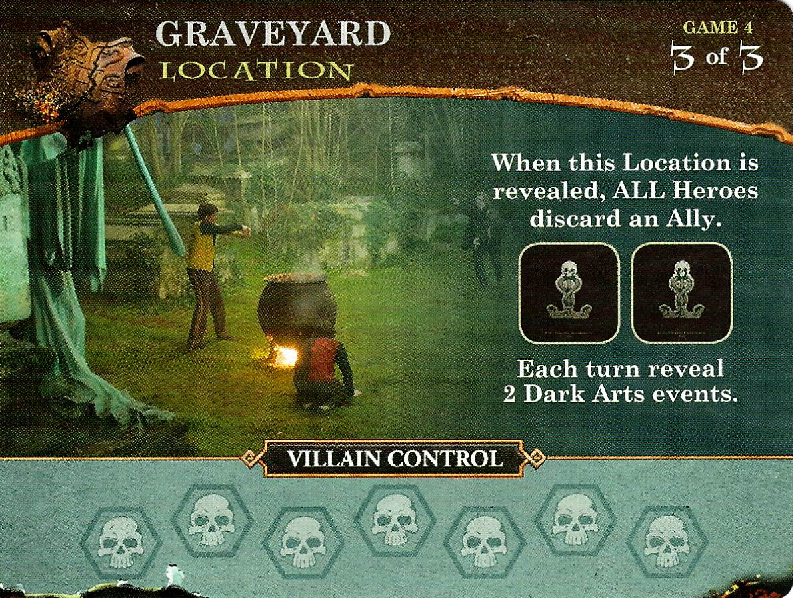 GRAVEYARD
LOCATION
GAME 4
3 of 3
When this Location is
revealed, ALL Heroes
discard an Ally.
Each turn reveal
2 Dark Arts events.
VILLAIN CONTROL